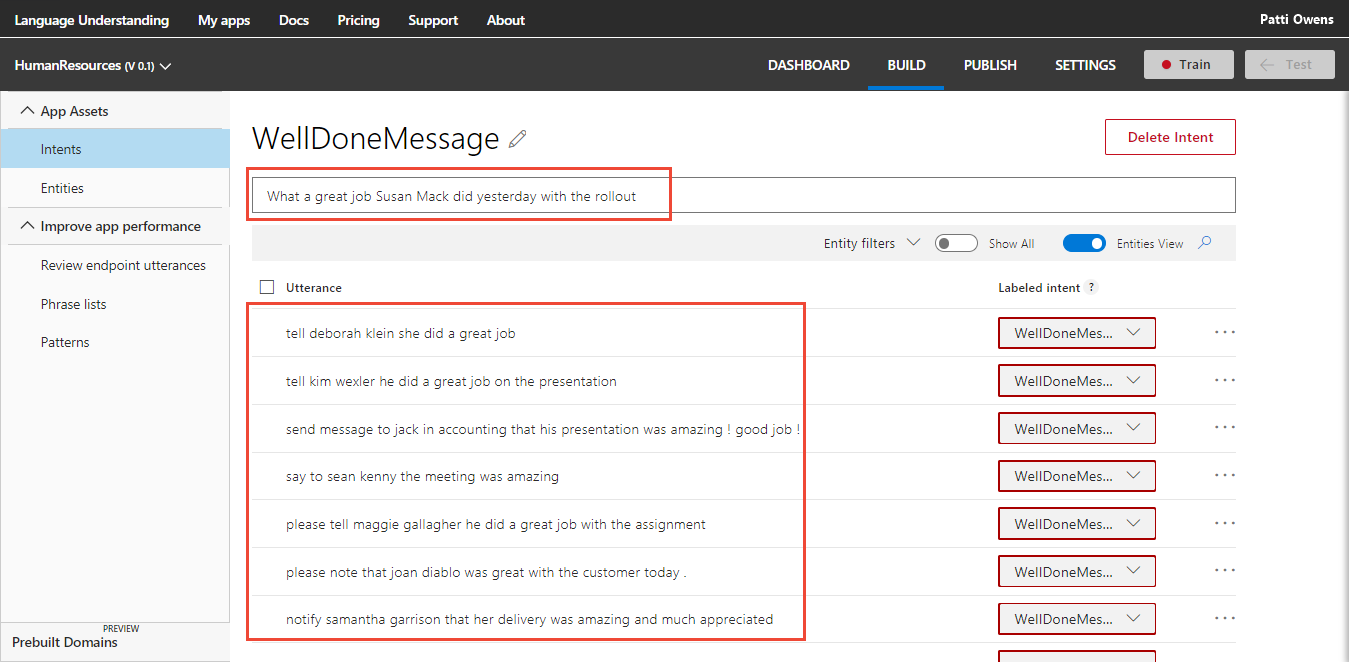 Language Understanding My apps Docs Pricing Support About Patti Owens
HumanResources (V 0.1) DASHBOARD BUILD PUBLISH SETTINGS Train Test
App Assets
Intents
Entities
Improve app performance
Review endpoint utterances
Phrase lists
Patterns
PREVIEW
Prebuilt Domains
WellDoneMessage Delete Intent
What a great job Susan Mack did yesterday with the rollout
Entity filters Show All Entities View
Utterance Labeled intent ?
tell deborah klein she did a great job WellDoneMes... ...
tell kim wexler he did a great job on the presentation WellDoneMes... ...
send message to jack in accounting that his presentation was amazing ! good job ! WellDoneMes... ...
say to sean kenny the meeting was amazing WellDoneMes... ...
please tell maggie gallagher he did a great job with the assignment WellDoneMes... ...
please note that joan diablo was great with the customer today . WellDoneMes... ...
notify samantha garrison that her delivery was amazing and much appreciated WellDoneMes... ...